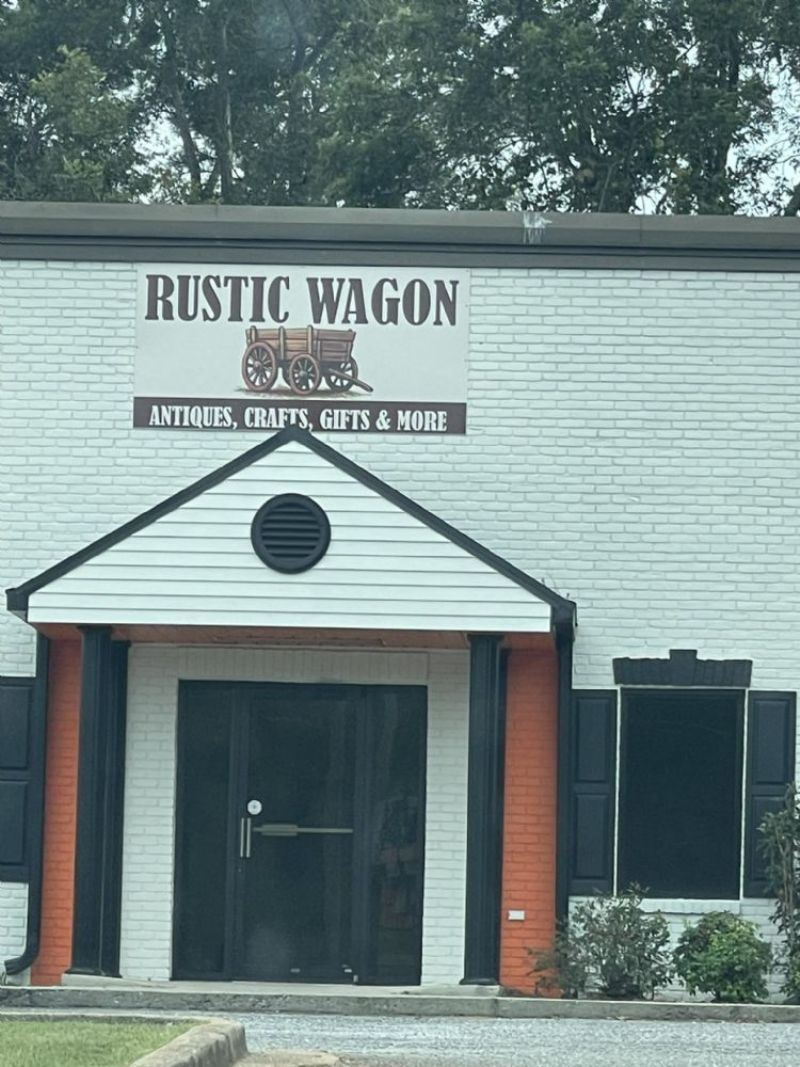 RUSTIC WAGON
ANTIQUES, CRAFTS, GIFTS & MORE